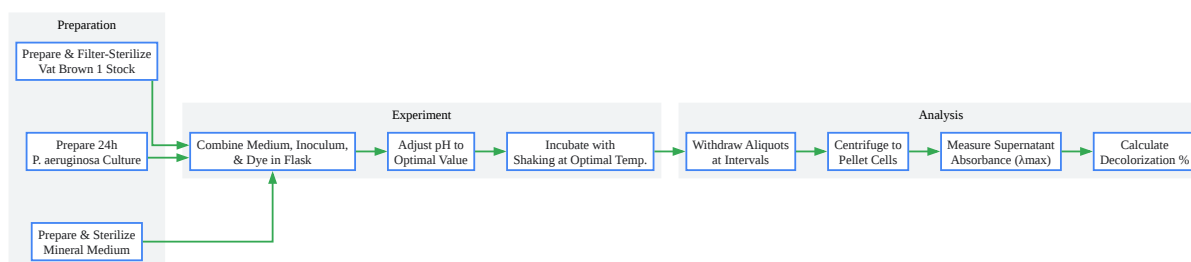 Preparation
Prepare & Filter-Sterilize
Vat Brown 1 Stock
Prepare 24h
P. aeruginosa Culture
Prepare & Sterilize
Mineral Medium
Experiment
Combine Medium, Inoculum,
& Dye in Flask
Adjust pH to
Optimal Value
Incubate with
Shaking at Optimal Temp.
Analysis
Withdraw Aliquots
at Intervals
Centrifuge to
Pellet Cells
Measure Supernatant
Absorbance (λmax)
Calculate
Decolorization %